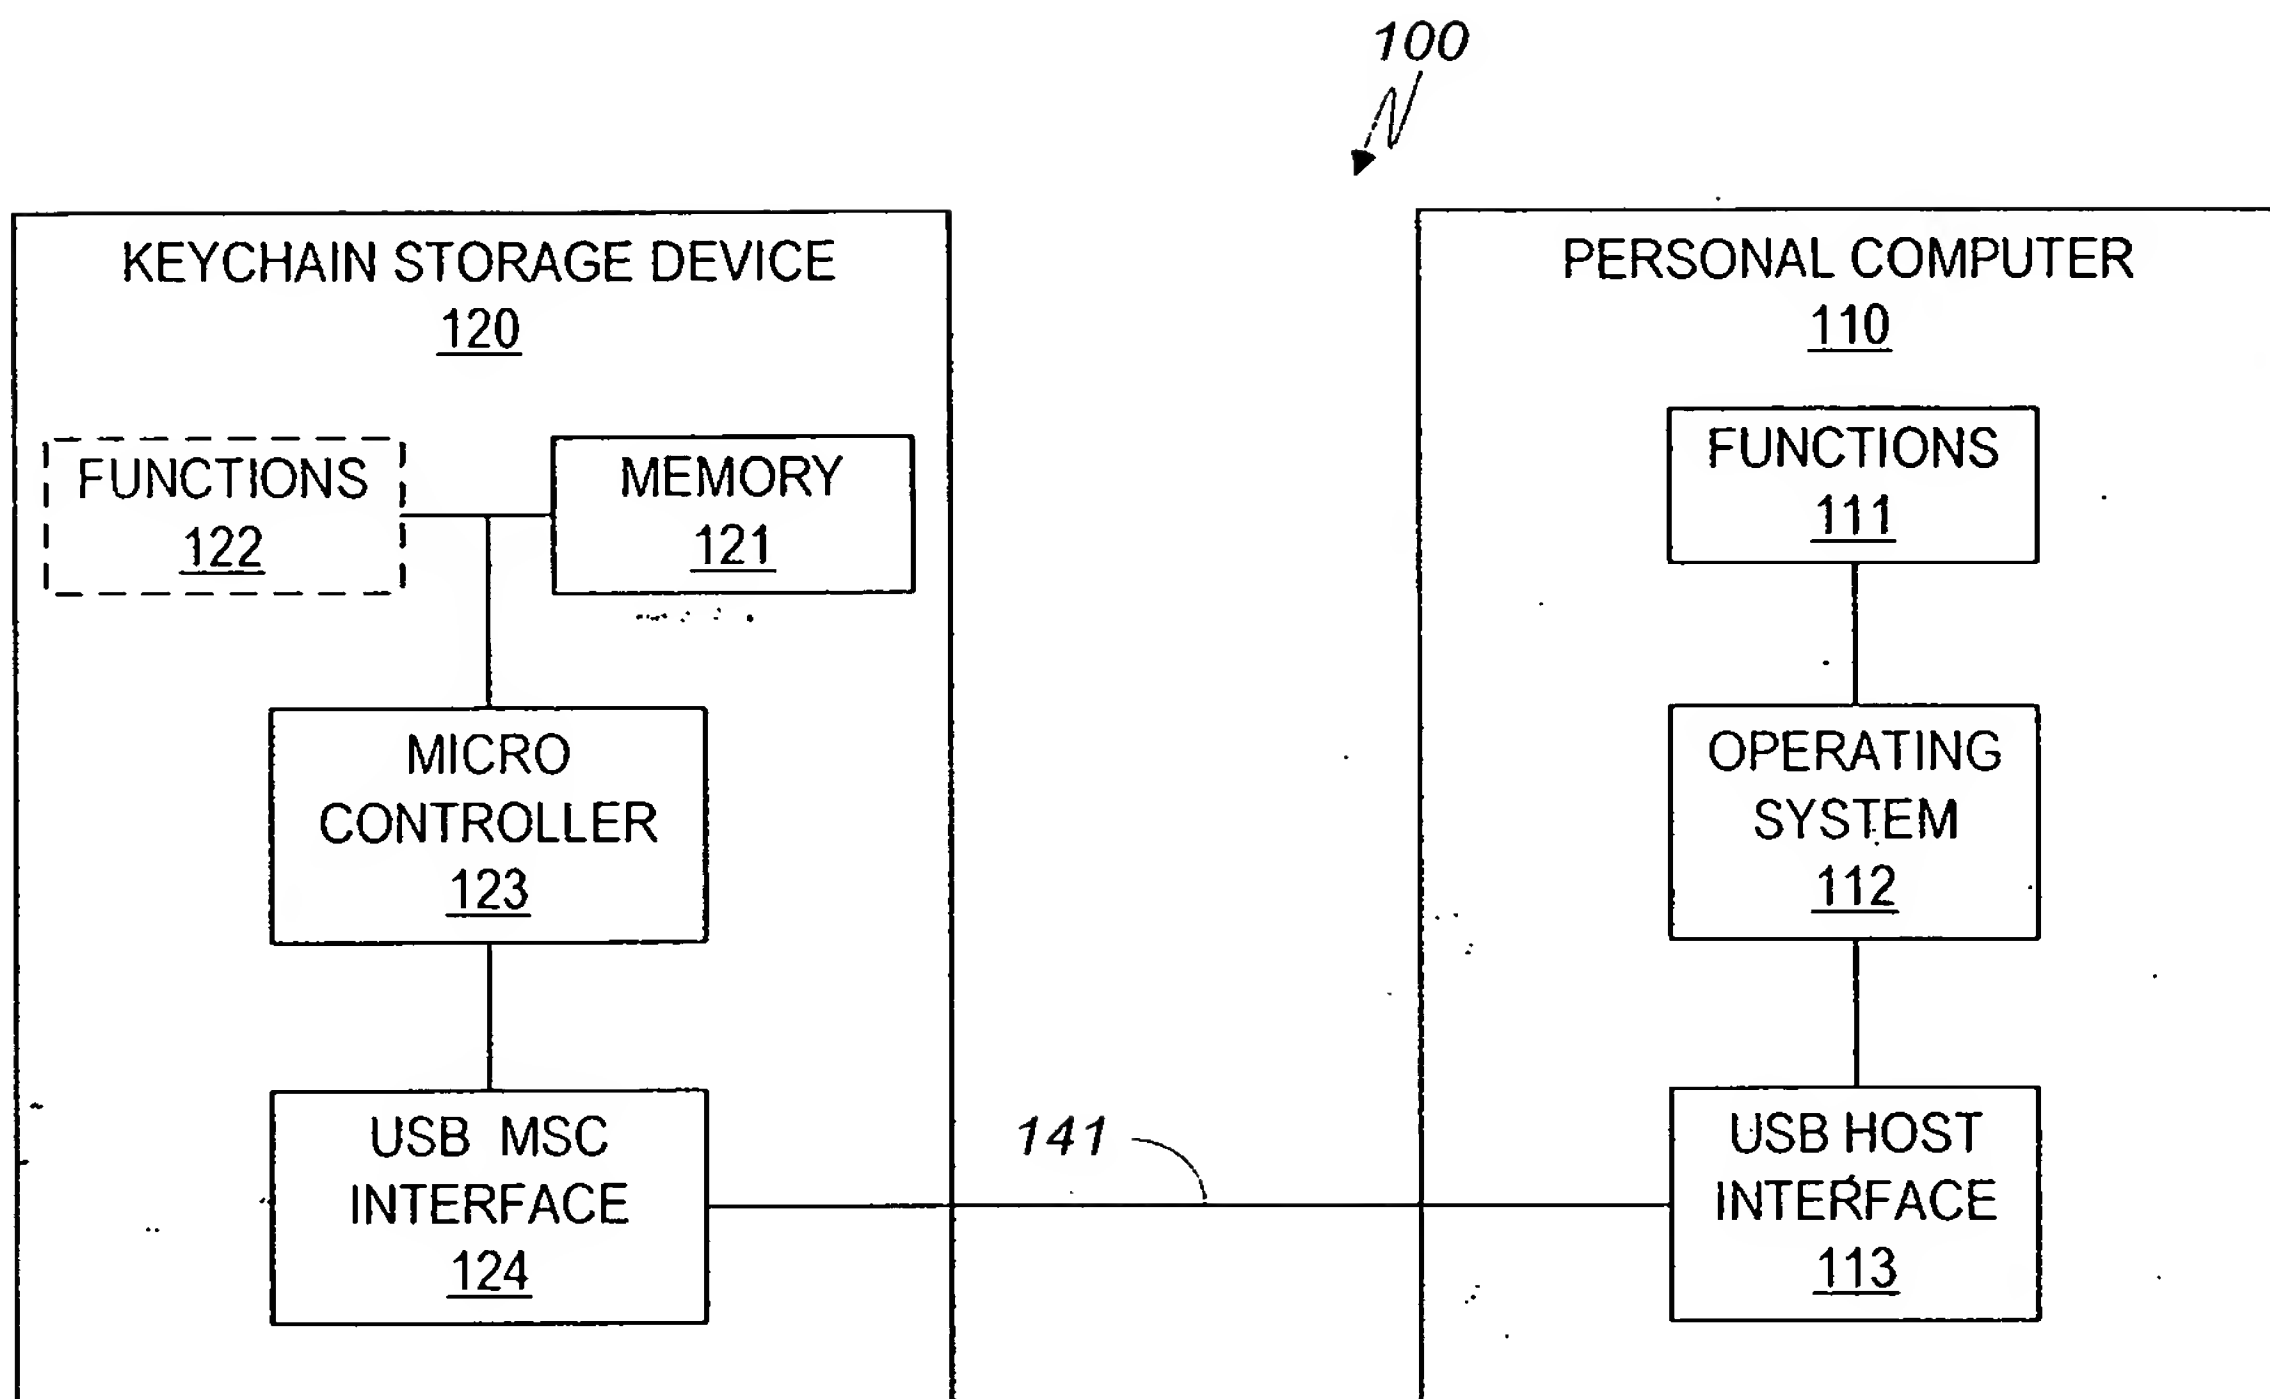 100
KEYCHAIN STORAGE DEVICE
120
FUNCTIONS
122
MEMORY
121
MICRO
CONTROLLER
123
USB MSC
INTERFACE
124
141
PERSONAL COMPUTER
110
FUNCTIONS
111
OPERATING
SYSTEM
112
USB HOST
INTERFACE
113